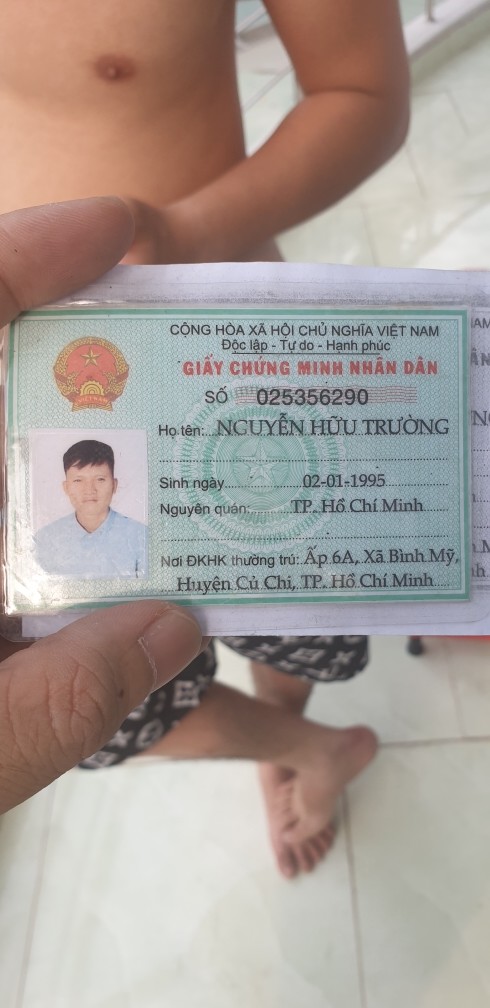 CỘNG HÒA XÃ HỘI CHỦ NGHĨA VIỆT NAM
Độc lập - Tự do - Hạnh phúc
GIẤY CHỨNG MINH NHÂN DÂN
SỐ 025356290
Họ tên: NGUYỄN HỮU TRƯỜNG
Sinh ngày 02-01-1995
Nguyên quán: TP. Hồ Chí Minh
Nơi ĐKHK thường trú: Ấp 6A, Xã Bình Mỹ,
Huyện Củ Chi, TP. Hồ Chí Minh
VIỆT NAM